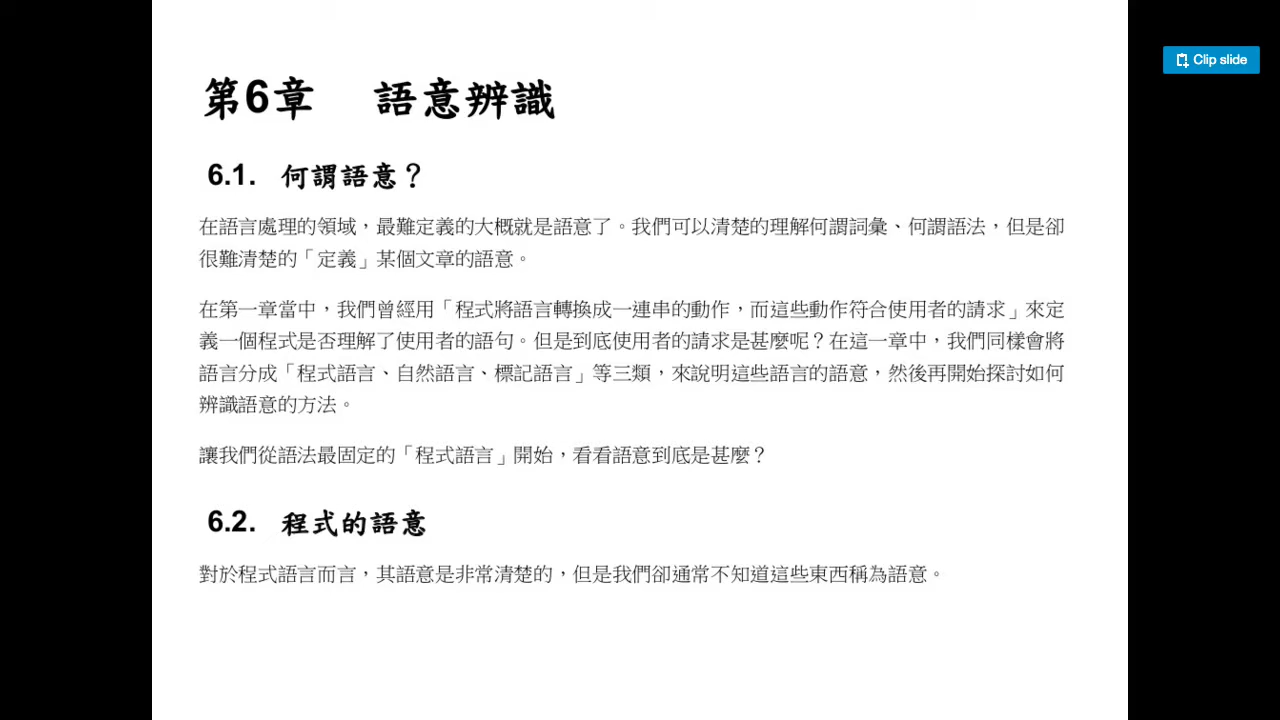 Clip slide
第6章 語意辨識
6.1. 何謂語意？
在語言處理的領域，最難定義的大概就是語意了。我們可以清楚的理解何謂詞彙、何謂語法，但是卻
很難清楚的「定義」某個文章的語意。
在第一章當中，我們曾經用「程式將語言轉換成一連串的動作，而這些動作符合使用者的請求」來定
義一個程式是否理解了使用者的語句。但是到底使用者的請求是甚麼呢？在這一章中，我們同樣會將
語言分成「程式語言、自然語言、標記語言」等三類，來說明這些語言的語意，然後再開始探討如何
辨識語意的方法。
讓我們從語法最固定的「程式語言」開始，看看語意到底是甚麼？
6.2. 程式的語意
對於程式語言而言，其語意是非常清楚的，但是我們卻通常不知道這些東西稱為語意。